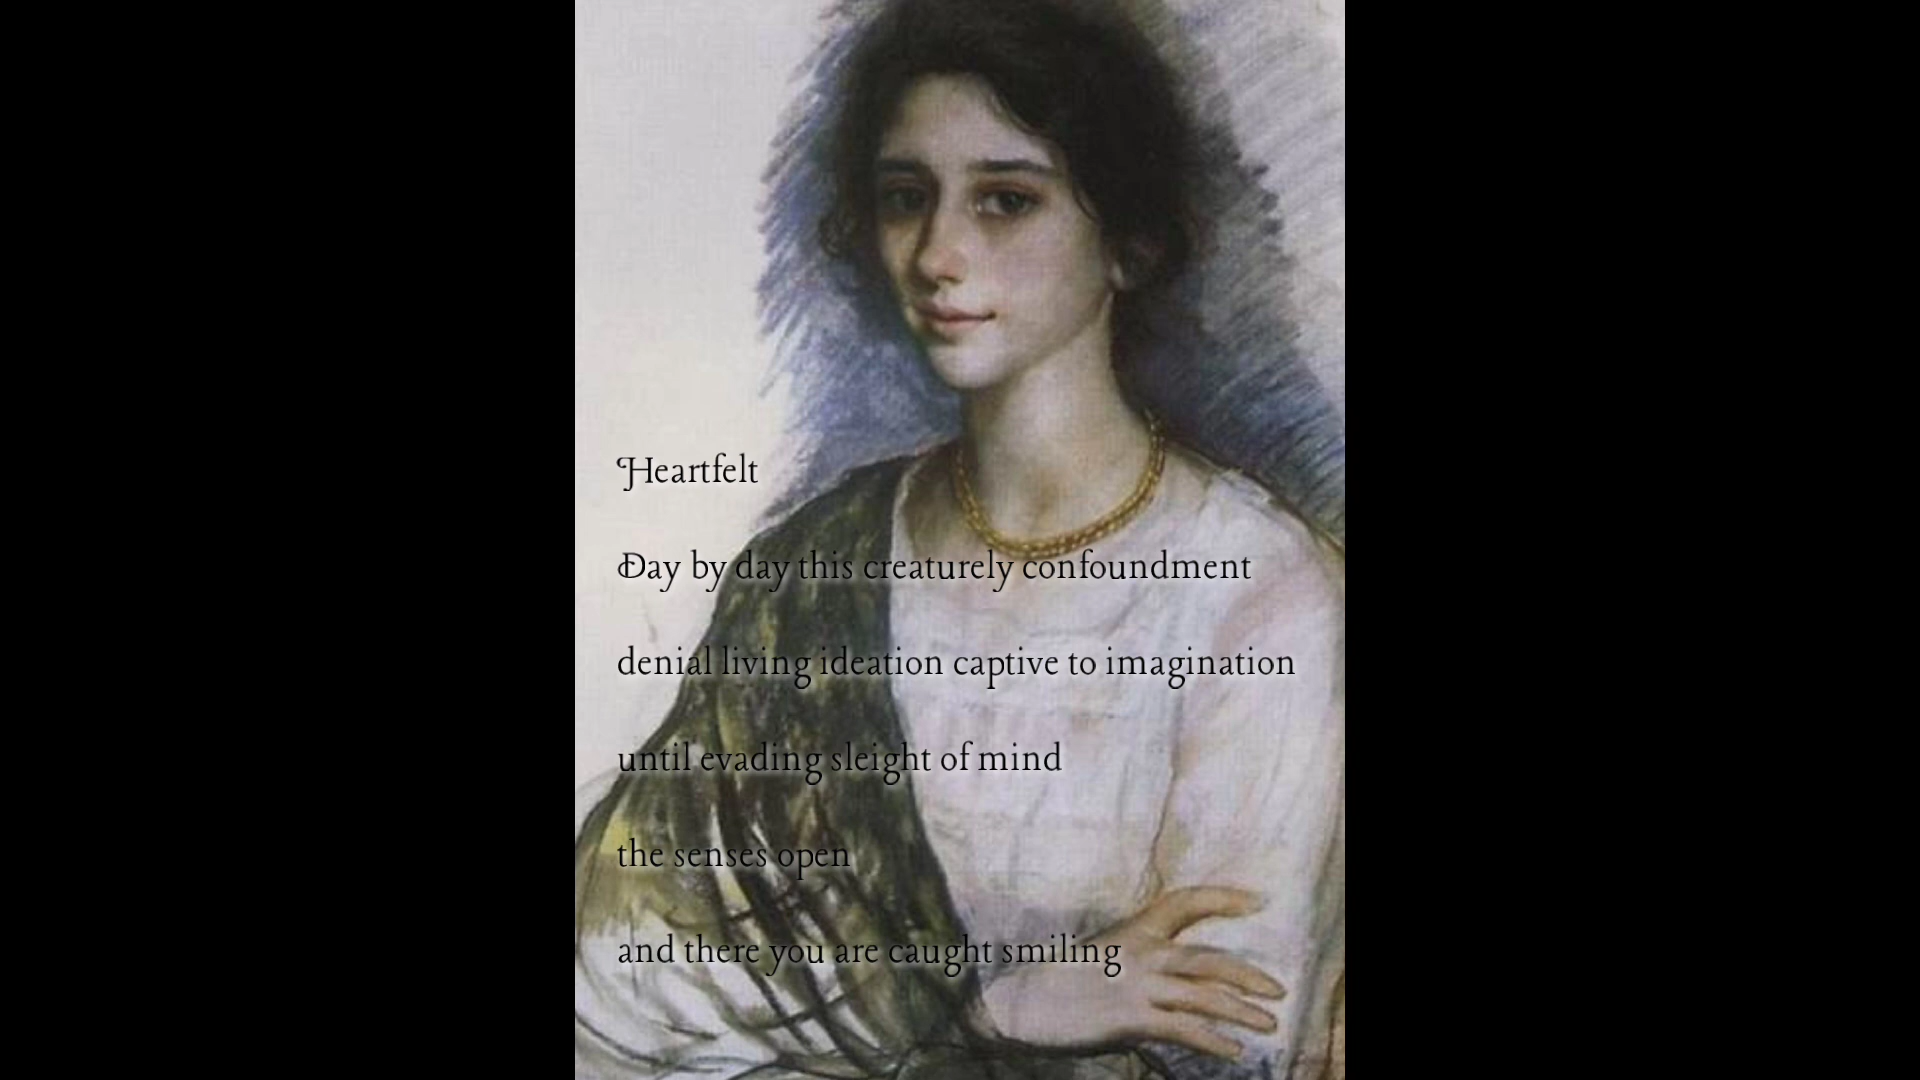 Heartfelt
Day by day this creaturely confoundment
denial living ideation captive to imagination
until evading sleight of mind
the senses open
and there you are caught smiling